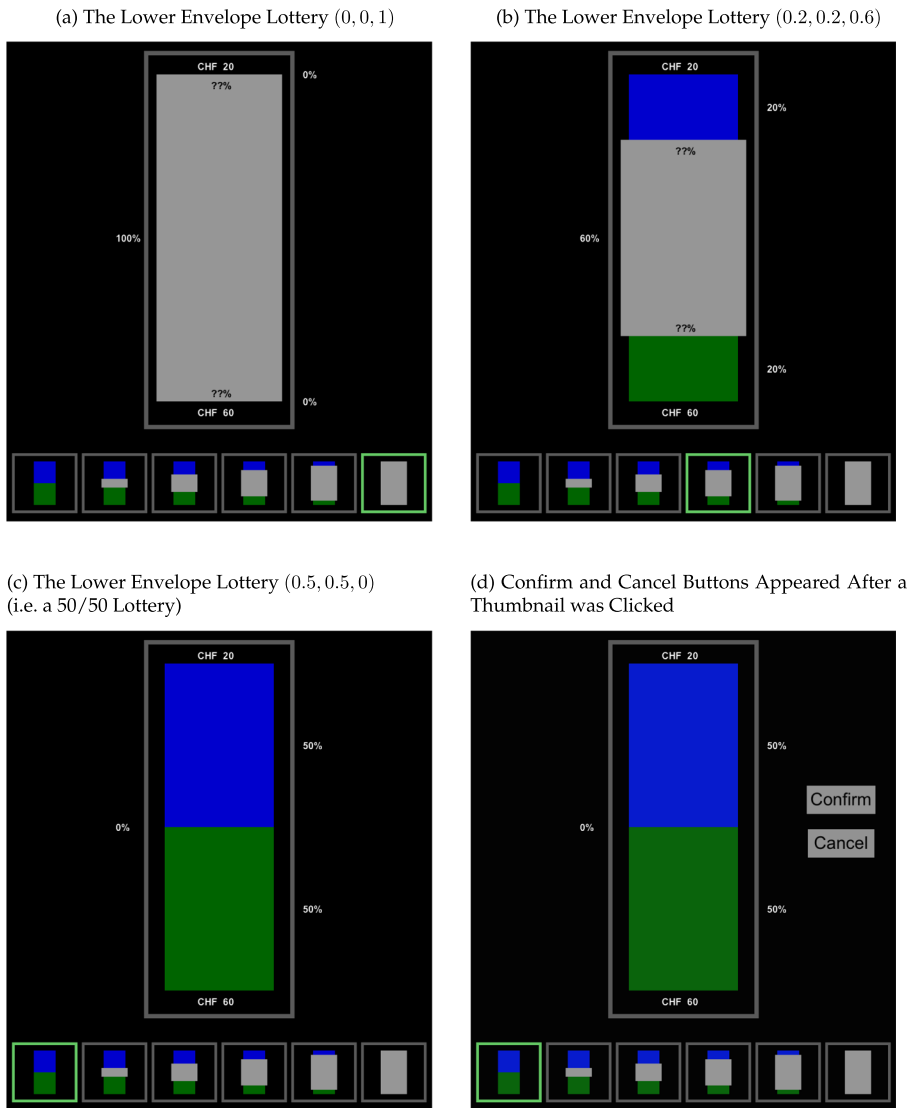 (a) The Lower Envelope Lottery (0, 0, 1)
CHF 20
??%
0%
100%
??%
0%
CHF 60
(b) The Lower Envelope Lottery (0.2, 0.2, 0.6)
CHF 20
20%
??%
60%
??%
20%
CHF 60
(c) The Lower Envelope Lottery (0.5, 0.5, 0)
(i.e. a 50/50 Lottery)
CHF 20
50%
0%
50%
CHF 60
(d) Confirm and Cancel Buttons Appeared After a
Thumbnail was Clicked
CHF 20
50%
Confirm
0%
Cancel
50%
CHF 60